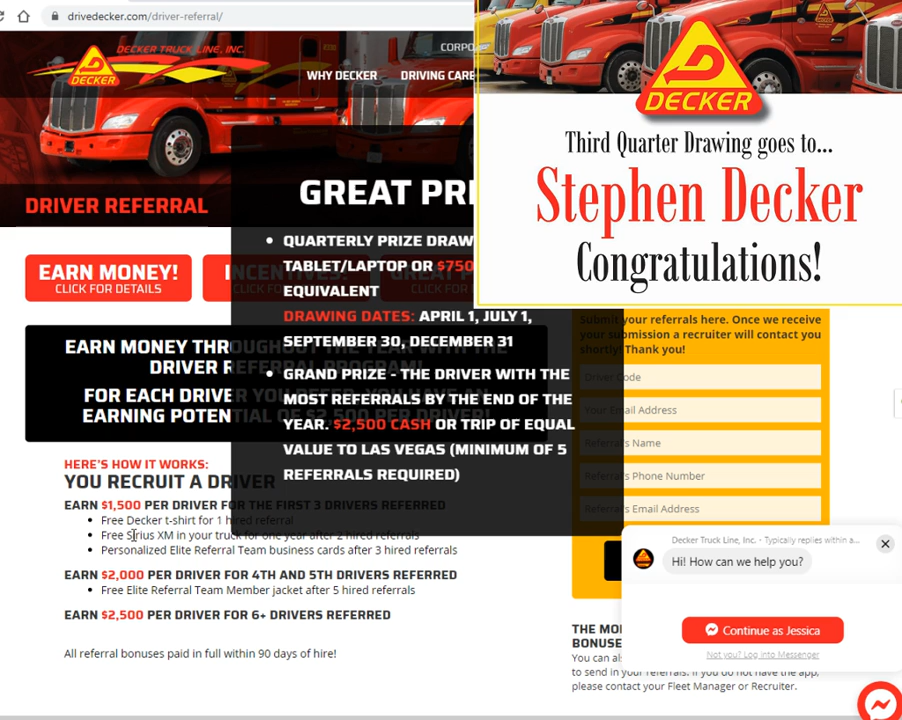 drivedecker.com/driver-referral/
DECKER TRUCK LINE, INC.
DECKER
CORPO
WHY DECKER
DRIVING CARE
DRIVER REFERRAL
DECKER
Third Quarter Drawing goes to...
Stephen Decker
Congratulations!
GREAT PRI
• QUARTERLY PRIZE DRAW
TABLET/LAPTOP OR $750
EQUIVALENT
DRAWING DATES: APRIL 1, JULY 1,
SEPTEMBER 30, DECEMBER 31
• GRAND PRIZE - THE DRIVER WITH THE
MOST REFERRALS BY THE END OF THE
YEAR. $2,500 CASH OR TRIP OF EQUAL
VALUE TO LAS VEGAS (MINIMUM OF 5
REFERRALS REQUIRED)
EARN MONEY!
CLICK FOR DETAILS
EARN MONEY THROUGHOUT THE YEAR WITH THE
DRIVER REFERRAL PROGRAM!
FOR EACH DRIVER YOU REFER, YOU HAVE AN
EARNING POTENTIAL OF $2,500 PER DRIVER!
HERE'S HOW IT WORKS:
YOU RECRUIT A DRIVER
EARN $1,500 PER DRIVER FOR THE FIRST 3 DRIVERS REFERRED
• Free Decker t-shirt for 1 hired referral
• Free Sirius XM in your truck for one year after 2 hired referrals
• Personalized Elite Referral Team business cards after 3 hired referrals
EARN $2,000 PER DRIVER FOR 4TH AND 5TH DRIVERS REFERRED
• Free Elite Referral Team Member jacket after 5 hired referrals
EARN $2,500 PER DRIVER FOR 6+ DRIVERS REFERRED
All referral bonuses paid in full within 90 days of hire!
Submit your referrals here. Once we receive
your submission a recruiter will contact you
shortly! Thank you!
Driver Code
Your Email Address
Referral's Name
Referral's Phone Number
Referral's Email Address
THE MO
BONUSE
You can al
to send in your referrals. If you do not have the app,
please contact your Fleet Manager or Recruiter.
Decker Truck Line, Inc. • Typically replies within a...
Hi! How can we help you?
Continue as Jessica
Not you? Log into Messenger